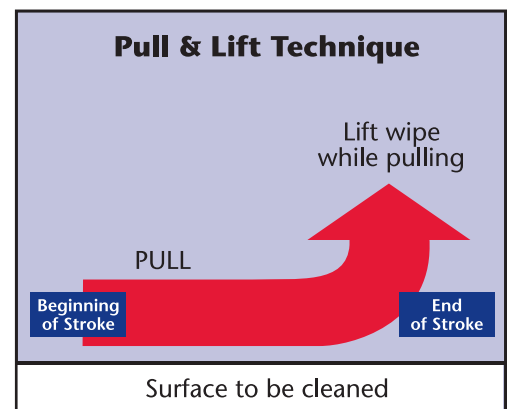 Pull & Lift Technique
Lift wipe
while pulling
PULL
Beginning
of Stroke
End
of Stroke
Surface to be cleaned